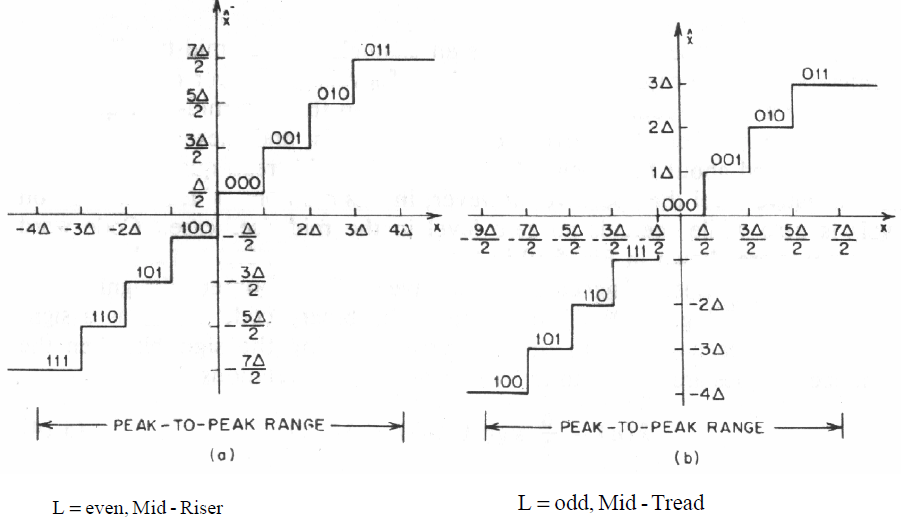 x̂
7Δ/2
011
5Δ/2
010
3Δ/2
001
Δ/2
000
-4Δ -3Δ -2Δ 100 -Δ/2 2Δ 3Δ 4Δ x
101
-3Δ/2
110
-5Δ/2
111
-7Δ/2
PEAK-TO-PEAK RANGE
(a)
L = even, Mid - Riser
x̂
3Δ
011
2Δ
010
1Δ
001
000
-9Δ/2 -7Δ/2 -5Δ/2 -3Δ/2 -Δ/2 Δ/2 3Δ/2 5Δ/2 7Δ/2 x
111
110
-2Δ
101
-3Δ
100
-4Δ
PEAK-TO-PEAK RANGE
(b)
L = odd, Mid - Tread